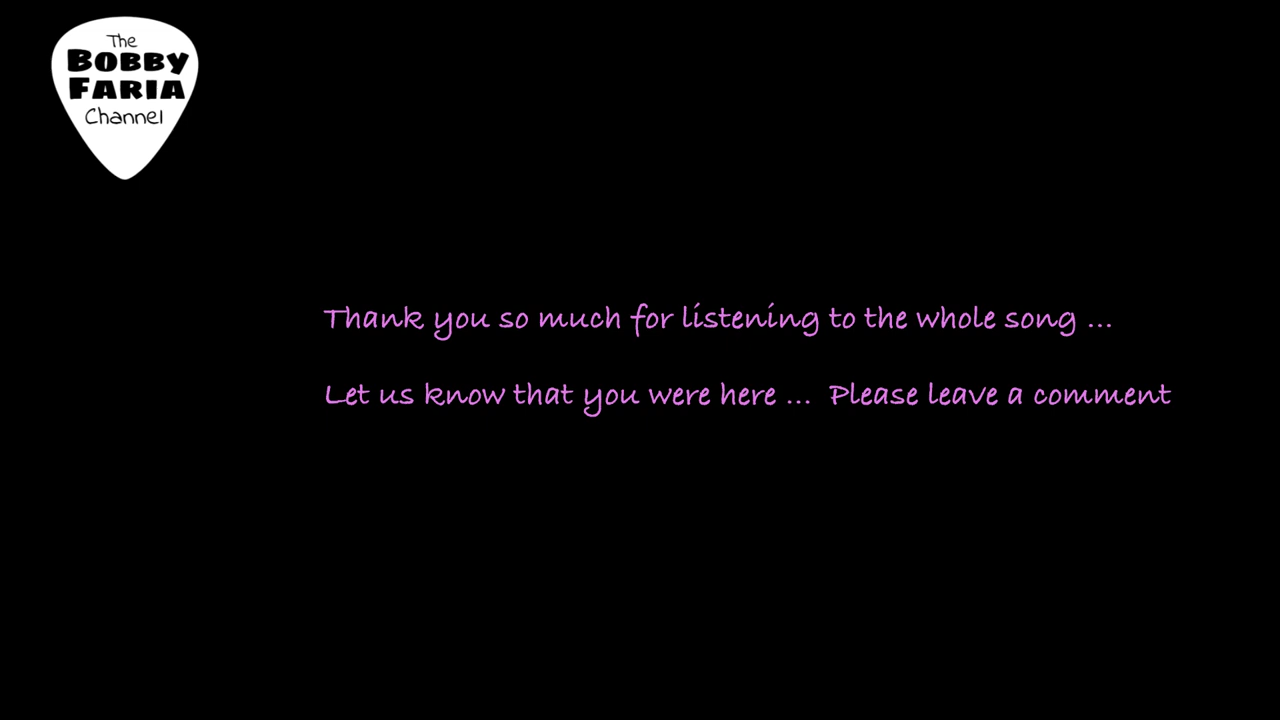 The
BOBBY
FARIA
Channel
Thank you so much for listening to the whole song ...
Let us know that you were here ... Please leave a comment